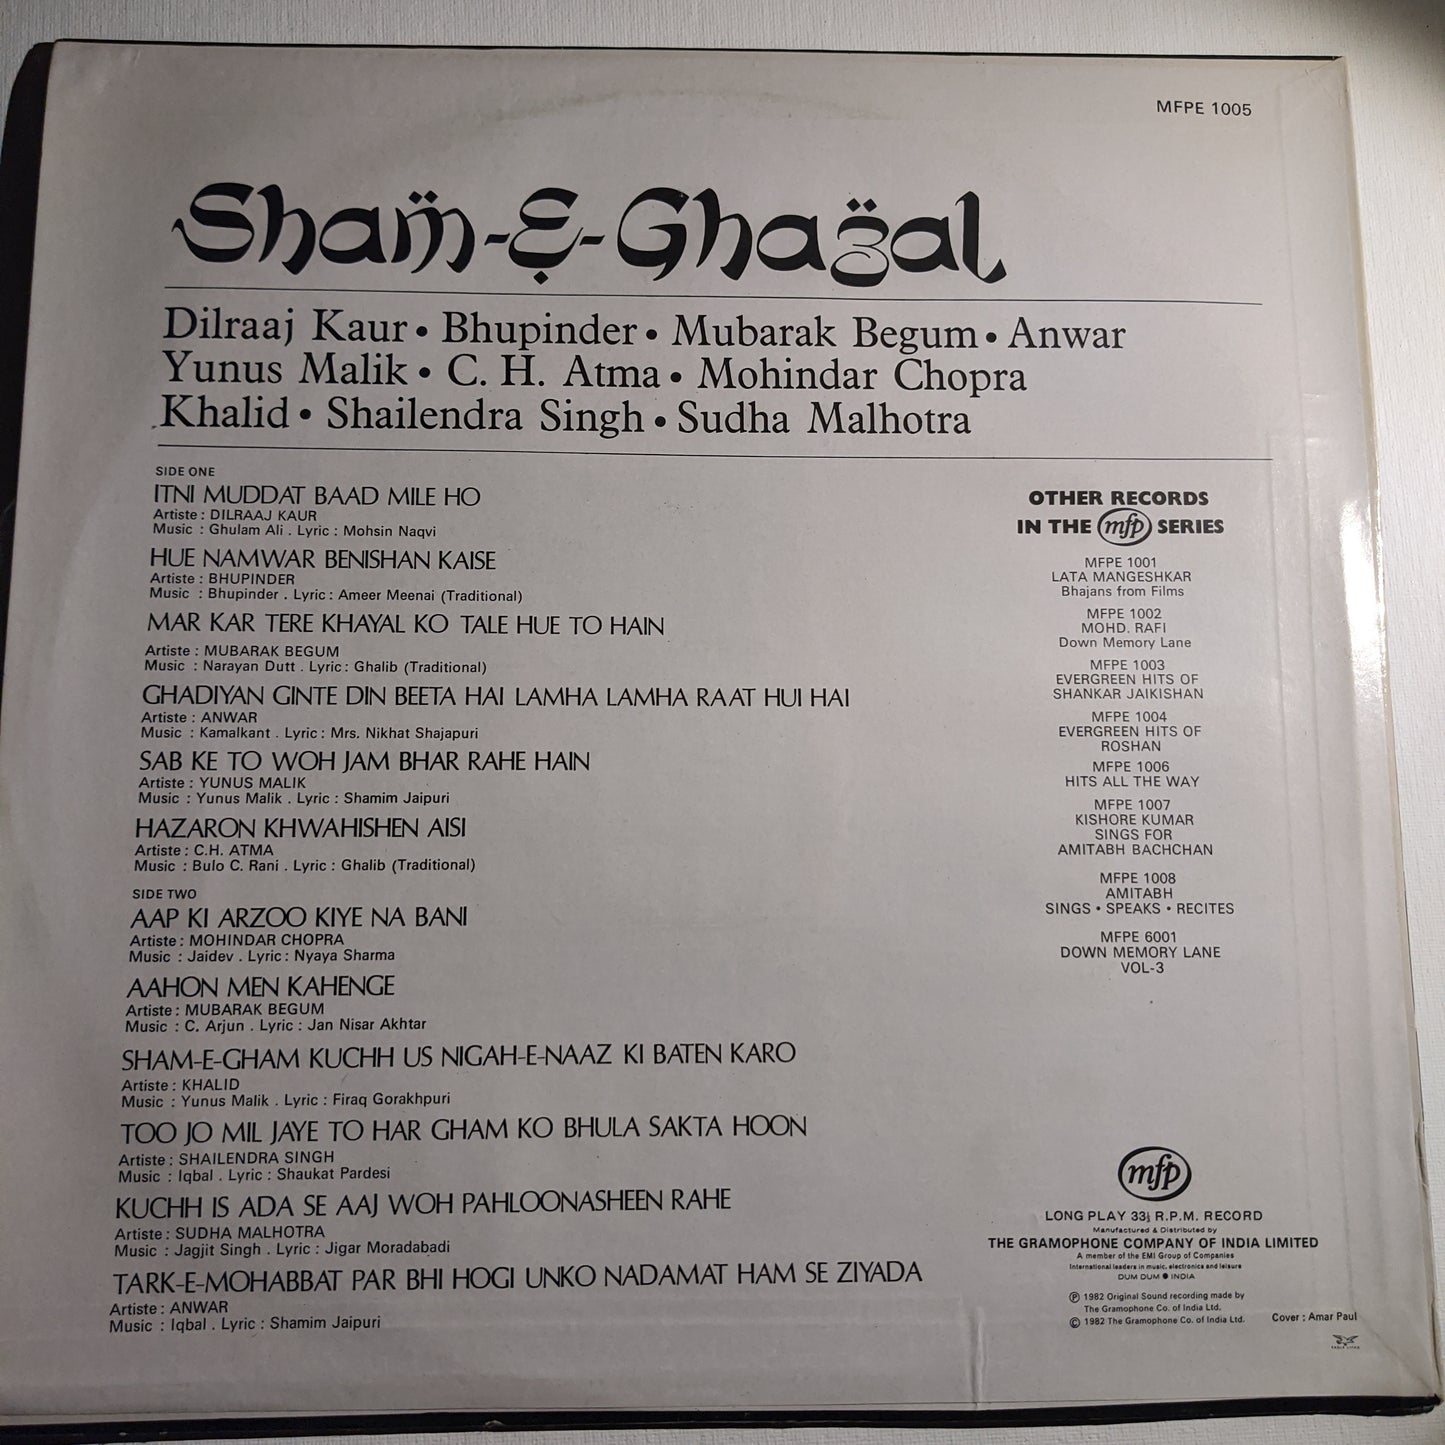 MFPE 1005
Sham-E-Ghazal
Dilraaj Kaur • Bhupinder • Mubarak Begum • Anwar
Yunus Malik • C. H. Atma • Mohindar Chopra
Khalid • Shailendra Singh • Sudha Malhotra
SIDE ONE
ITNI MUDDAT BAAD MILE HO
Artiste : DILRAAJ KAUR
Music : Ghulam Ali . Lyric : Mohsin Naqvi
HUE NAMWAR BENISHAN KAISE
Artiste : BHUPINDER
Music : Bhupinder . Lyric : Ameer Meenai (Traditional)
MAR KAR TERE KHAYAL KO TALE HUE TO HAIN
Artiste : MUBARAK BEGUM
Music : Narayan Dutt . Lyric : Ghalib (Traditional)
GHADIYAN GINTE DIN BEETA HAI LAMHA LAMHA RAAT HUI HAI
Artiste : ANWAR
Music : Kamalkant . Lyric : Mrs. Nikhat Shajapuri
SAB KE TO WOH JAM BHAR RAHE HAIN
Artiste : YUNUS MALIK
Music : Yunus Malik . Lyric : Shamim Jaipuri
HAZARON KHWAHISHEN AISI
Artiste : C.H. ATMA
Music : Bulo C. Rani . Lyric : Ghalib (Traditional)
SIDE TWO
AAP KI ARZOO KIYE NA BANI
Artiste : MOHINDAR CHOPRA
Music : Jaidev . Lyric : Nyaya Sharma
AAHON MEN KAHENGE
Artiste : MUBARAK BEGUM
Music : C. Arjun . Lyric : Jan Nisar Akhtar
SHAM-E-GHAM KUCHH US NIGAH-E-NAAZ KI BATEN KARO
Artiste : KHALID
Music : Yunus Malik . Lyric : Firaq Gorakhpuri
TOO JO MIL JAYE TO HAR GHAM KO BHULA SAKTA HOON
Artiste : SHAILENDRA SINGH
Music : Iqbal . Lyric : Shaukat Pardesi
KUCHH IS ADA SE AAJ WOH PAHLOONASHEEN RAHE
Artiste : SUDHA MALHOTRA
Music : Jagjit Singh . Lyric : Jigar Moradabadi
TARK-E-MOHABBAT PAR BHI HOGI UNKO NADAMAT HAM SE ZIYADA
Artiste : ANWAR
Music : Iqbal . Lyric : Shamim Jaipuri
OTHER RECORDS
IN THE mfp SERIES
MFPE 1001
LATA MANGESHKAR
Bhajans from Films
MFPE 1002
MOHD. RAFI
Down Memory Lane
MFPE 1003
EVERGREEN HITS OF
SHANKAR JAIKISHAN
MFPE 1004
EVERGREEN HITS OF
ROSHAN
MFPE 1006
HITS ALL THE WAY
MFPE 1007
KISHORE KUMAR
SINGS FOR
AMITABH BACHCHAN
MFPE 1008
AMITABH
SINGS • SPEAKS • RECITES
MFPE 6001
DOWN MEMORY LANE
VOL-3
mfp
LONG PLAY 33⅓ R.P.M. RECORD
Manufactured & Distributed by
THE GRAMOPHONE COMPANY OF INDIA LIMITED
A member of the EMI Group of Companies
International leaders in music, electronics and leisure
DUM DUM ● INDIA
Ⓟ 1982 Original Sound recording made by
The Gramophone Co. of India Ltd.
© 1982 The Gramophone Co. of India Ltd.
Cover : Amar Paul